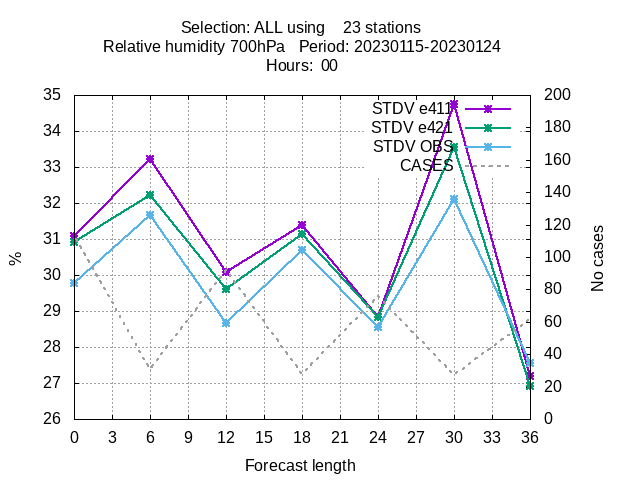 Selection: ALL using 23 stations
Relative humidity 700hPa Period: 20230115-20230124
Hours: 00
35
34
33
32
31
30
29
28
27
26
%
STDV e411
STDV e421
STDV OBS
CASES
200
180
160
140
120
100
80
60
40
20
0
No cases
0 3 6 9 12 15 18 21 24 27 30 33 36
Forecast length